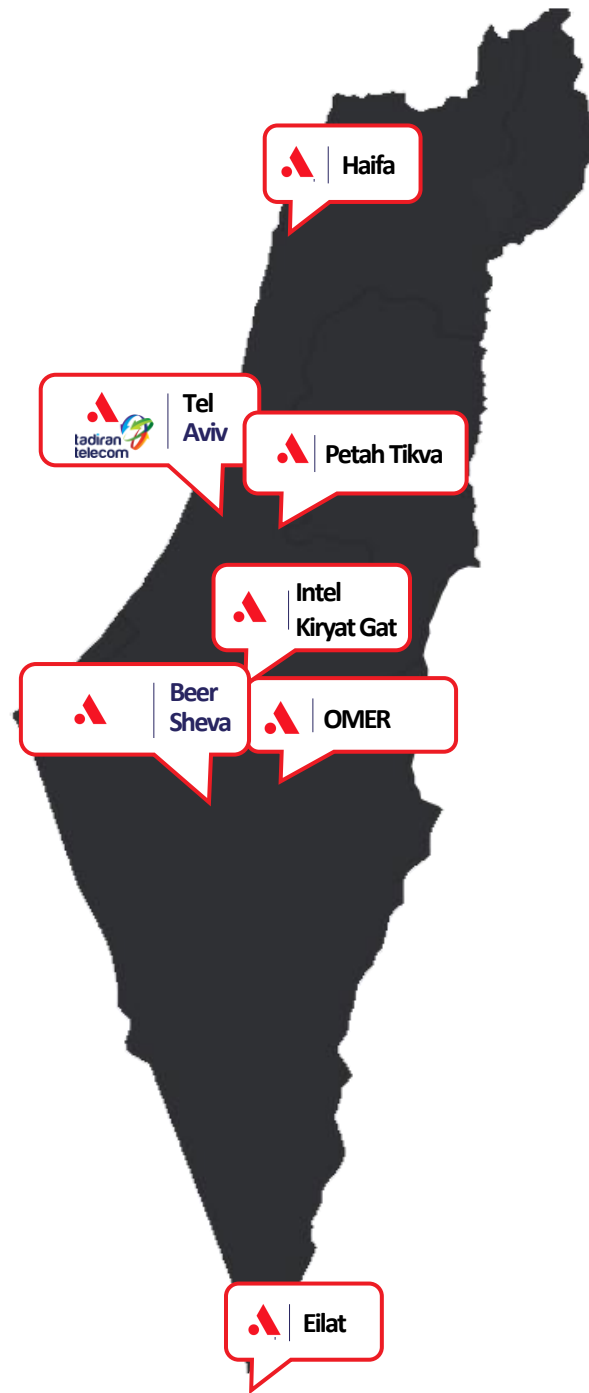 Haifa
Tel
Aviv
tadiran
telecom
Petah Tikva
Intel
Kiryat Gat
Beer
Sheva
OMER
Eilat